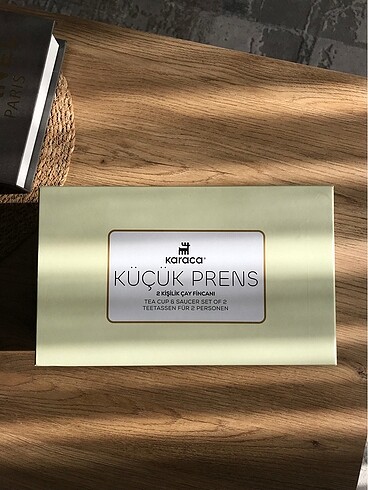 PARIS
karaca®
KÜÇÜK PRENS
2 KİŞİLİK ÇAY FİNCANI
TEA CUP & SAUCER SET OF 2
TEETASSEN FÜR 2 PERSONEN